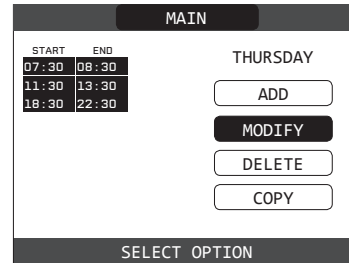 MAIN
START END
07:30 08:30
11:30 13:30
18:30 22:30
THURSDAY
ADD
MODIFY
DELETE
COPY
SELECT OPTION